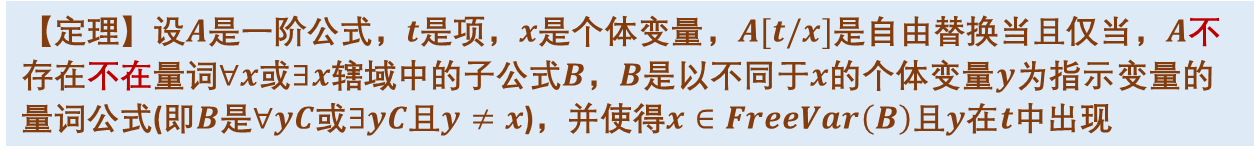 【定理】设A是一阶公式，t是项，x是个体变量，A[t/x]是自由替换当且仅当，A不
存在不在量词∀x或∃x辖域中的子公式B，B是以不同于x的个体变量y为指示变量的
量词公式(即B是∀yC或∃yC且y ≠ x)，并使得x ∈ FreeVar(B)且y在t中出现